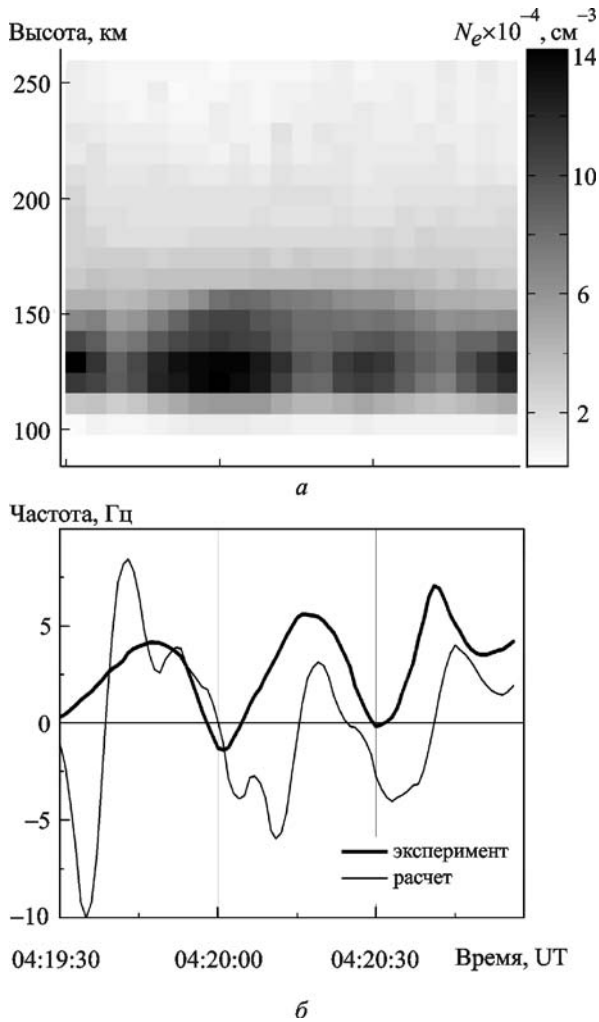 Высота, км
N_e×10^−4, см^−3
250
200
150
100
14
10
6
2
а
Частота, Гц
5
0
−5
−10
эксперимент
расчет
04:19:30 04:20:00 04:20:30 Время, UT
б